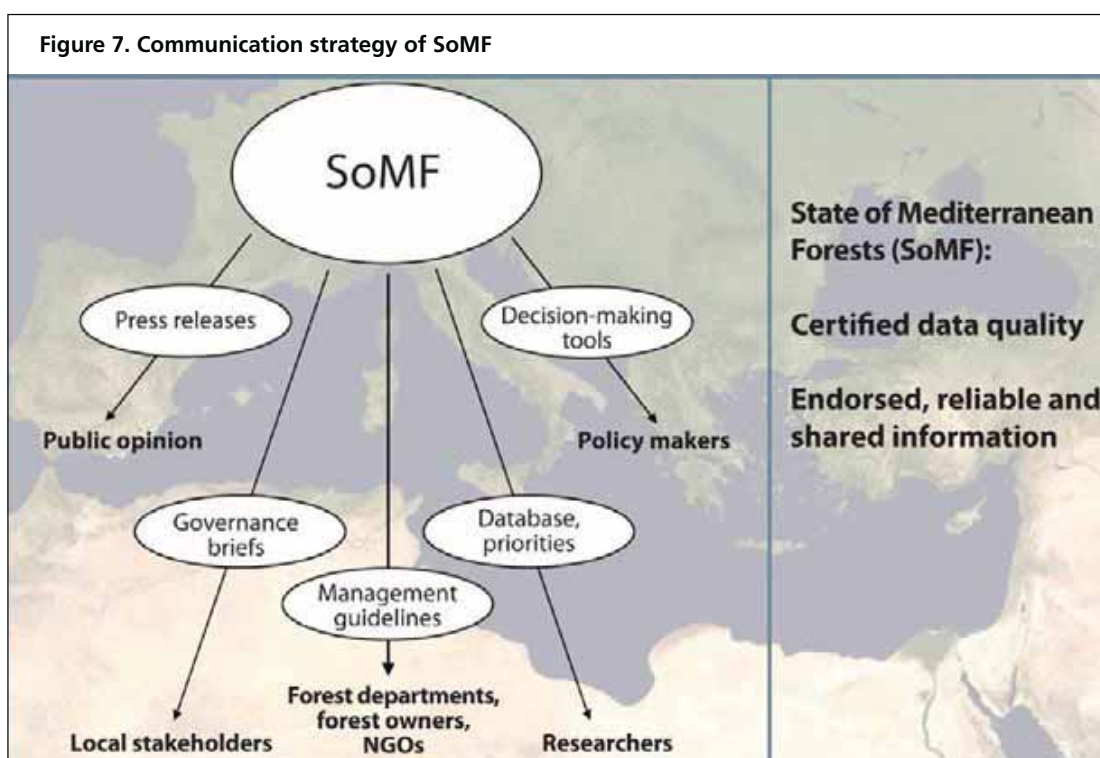 Figure 7. Communication strategy of SoMF
SoMF
Press releases
Public opinion
Decision-making
tools
Policy makers
Governance
briefs
Local stakeholders
Management
guidelines
Forest departments,
forest owners,
NGOs
Database,
priorities
Researchers
State of Mediterranean
Forests (SoMF):
Certified data quality
Endorsed, reliable and
shared information